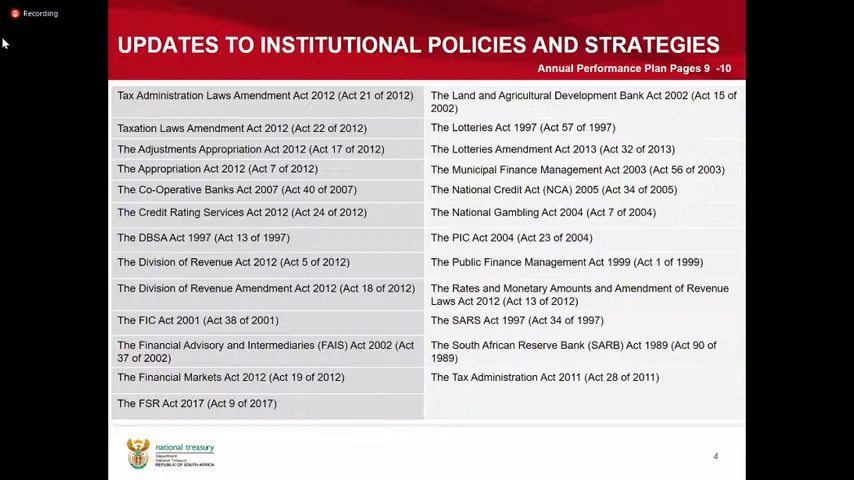 Recording
UPDATES TO INSTITUTIONAL POLICIES AND STRATEGIES
Annual Performance Plan Pages 9 -10
Tax Administration Laws Amendment Act 2012 (Act 21 of 2012)
Taxation Laws Amendment Act 2012 (Act 22 of 2012)
The Adjustments Appropriation Act 2012 (Act 17 of 2012)
The Appropriation Act 2012 (Act 7 of 2012)
The Co-Operative Banks Act 2007 (Act 40 of 2007)
The Credit Rating Services Act 2012 (Act 24 of 2012)
The DBSA Act 1997 (Act 13 of 1997)
The Division of Revenue Act 2012 (Act 5 of 2012)
The Division of Revenue Amendment Act 2012 (Act 18 of 2012)
The FIC Act 2001 (Act 38 of 2001)
The Financial Advisory and Intermediaries (FAIS) Act 2002 (Act
37 of 2002)
The Financial Markets Act 2012 (Act 19 of 2012)
The FSR Act 2017 (Act 9 of 2017)
The Land and Agricultural Development Bank Act 2002 (Act 15 of
2002)
The Lotteries Act 1997 (Act 57 of 1997)
The Lotteries Amendment Act 2013 (Act 32 of 2013)
The Municipal Finance Management Act 2003 (Act 56 of 2003)
The National Credit Act (NCA) 2005 (Act 34 of 2005)
The National Gambling Act 2004 (Act 7 of 2004)
The PIC Act 2004 (Act 23 of 2004)
The Public Finance Management Act 1999 (Act 1 of 1999)
The Rates and Monetary Amounts and Amendment of Revenue
Laws Act 2012 (Act 13 of 2012)
The SARS Act 1997 (Act 34 of 1997)
The South African Reserve Bank (SARB) Act 1989 (Act 90 of
1989)
The Tax Administration Act 2011 (Act 28 of 2011)
national treasury
Department:
National Treasury
REPUBLIC OF SOUTH AFRICA
4